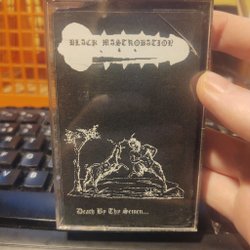 BLACK MASTROBATION
Death By Thy Semen...